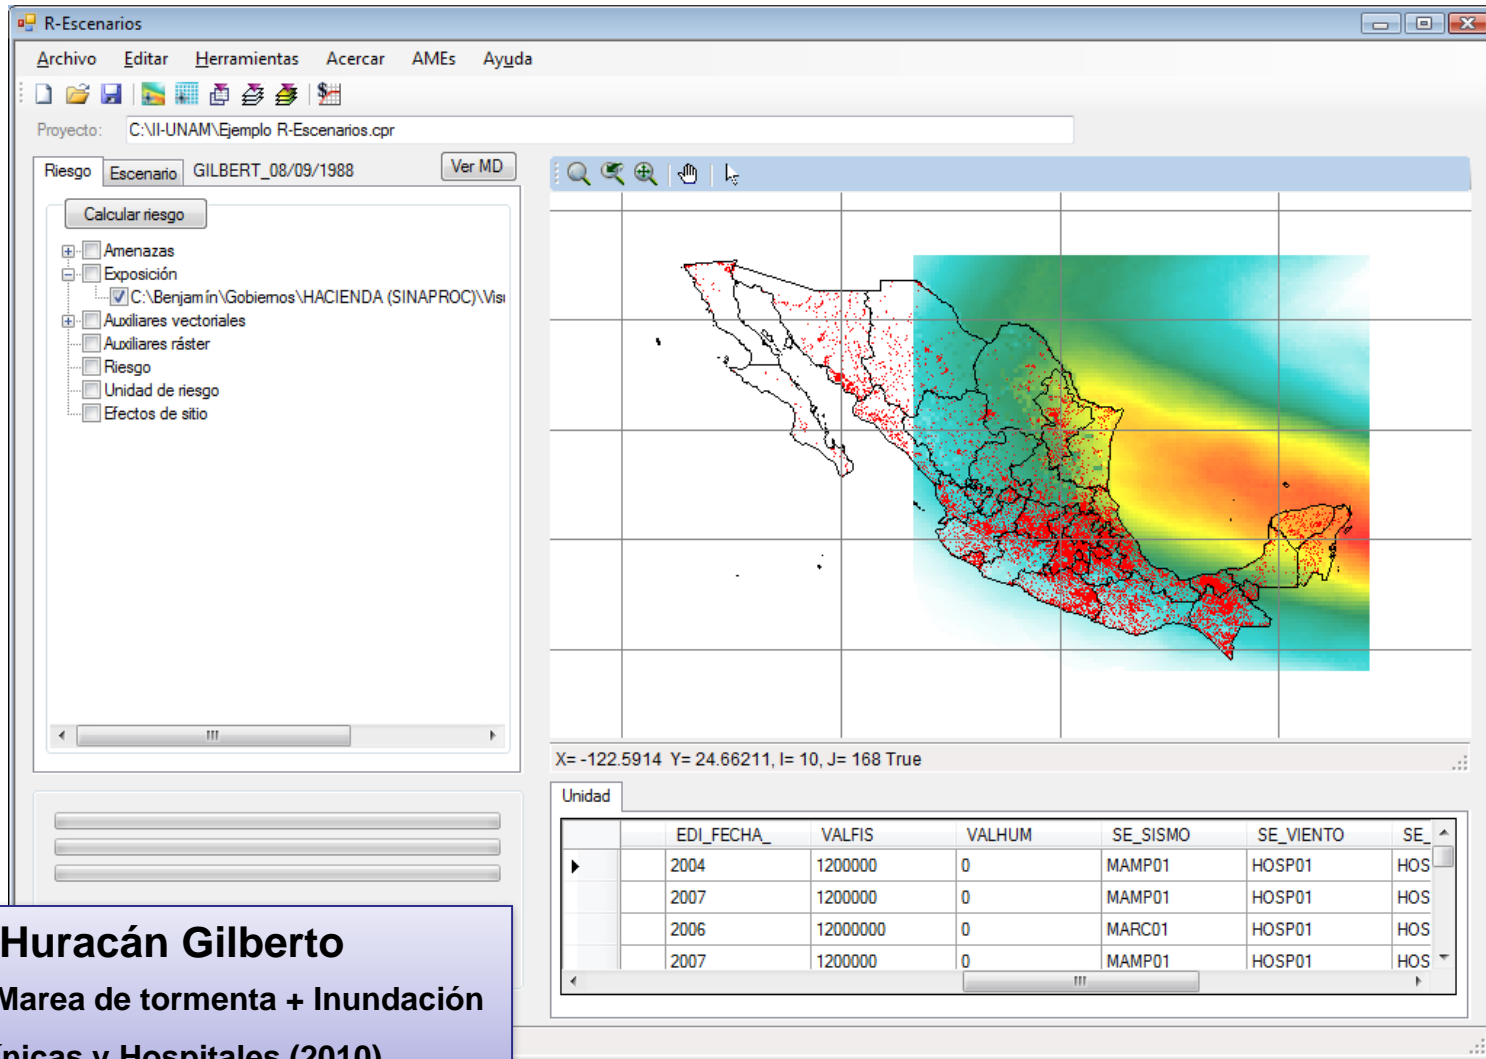 R-Escenarios
Archivo Editar Herramientas Acercar AMEs Ayuda
Proyecto: C:\II-UNAM\Ejemplo R-Escenarios.cpr
Riesgo Escenario GILBERT_08/09/1988 Ver MD
Calcular riesgo
Amenazas
Exposición
C:\Benjamín\Gobiernos\HACIENDA (SINAPROC)\Visu
Auxiliares vectoriales
Auxiliares ráster
Riesgo
Unidad de riesgo
Efectos de sitio
X= -122.5914 Y= 24.66211, I= 10, J= 168 True
Unidad
EDI_FECHA_ VALFIS VALHUM SE_SISMO SE_VIENTO SE_
2004 1200000 0 MAMP01 HOSP01 HOS
2007 1200000 0 MAMP01 HOSP01 HOS
2006 12000000 0 MARC01 HOSP01 HOS
2007 1200000 0 MAMP01 HOSP01 HOS
Huracán Gilberto
Marea de tormenta + Inundación
ínicas y Hospitales (2010)